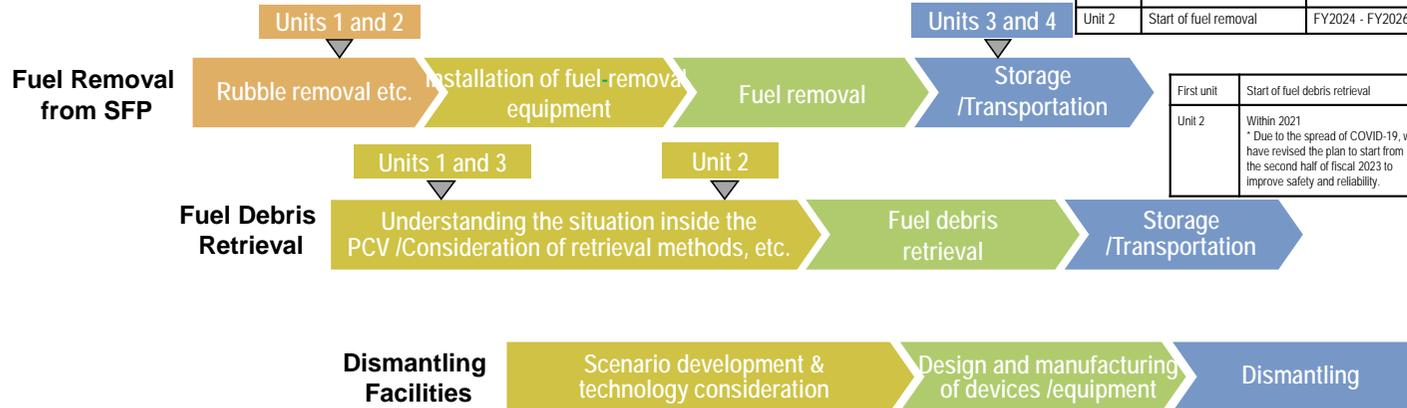 Units 1 and 2
Units 3 and 4
Unit 2 Start of fuel removal FY2024 - FY2026
Fuel Removal
from SFP
Rubble removal etc.
Installation of fuel-removal
equipment
Fuel removal
Storage
/Transportation
First unit Start of fuel debris retrieval
Unit 2 Within 2021
* Due to the spread of COVID-19, w
have revised the plan to start from
the second half of fiscal 2023 to
improve safety and reliability.
Units 1 and 3
Unit 2
Fuel Debris
Retrieval
Understanding the situation inside the
PCV /Consideration of retrieval methods, etc.
Fuel debris
retrieval
Storage
/Transportation
Dismantling
Facilities
Scenario development &
technology consideration
Design and manufacturing
of devices /equipment
Dismantling